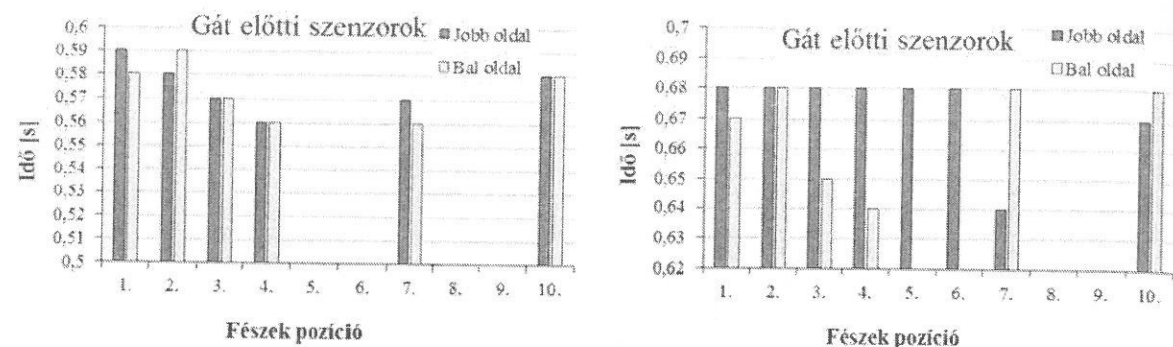 Gát előtti szenzorok
Jobb oldal
Bal oldal
Idő [s]
0,6
0,59
0,58
0,57
0,56
0,55
0,54
0,53
0,52
0,51
0,5
1. 2. 3. 4. 5. 6. 7. 8. 9. 10.
Fészek pozíció
Gát előtti szenzorok
Jobb oldal
Bal oldal
Idő [s]
0,7
0,69
0,68
0,67
0,66
0,65
0,64
0,63
0,62
1. 2. 3. 4. 5. 6. 7. 8. 9. 10.
Fészek pozíció